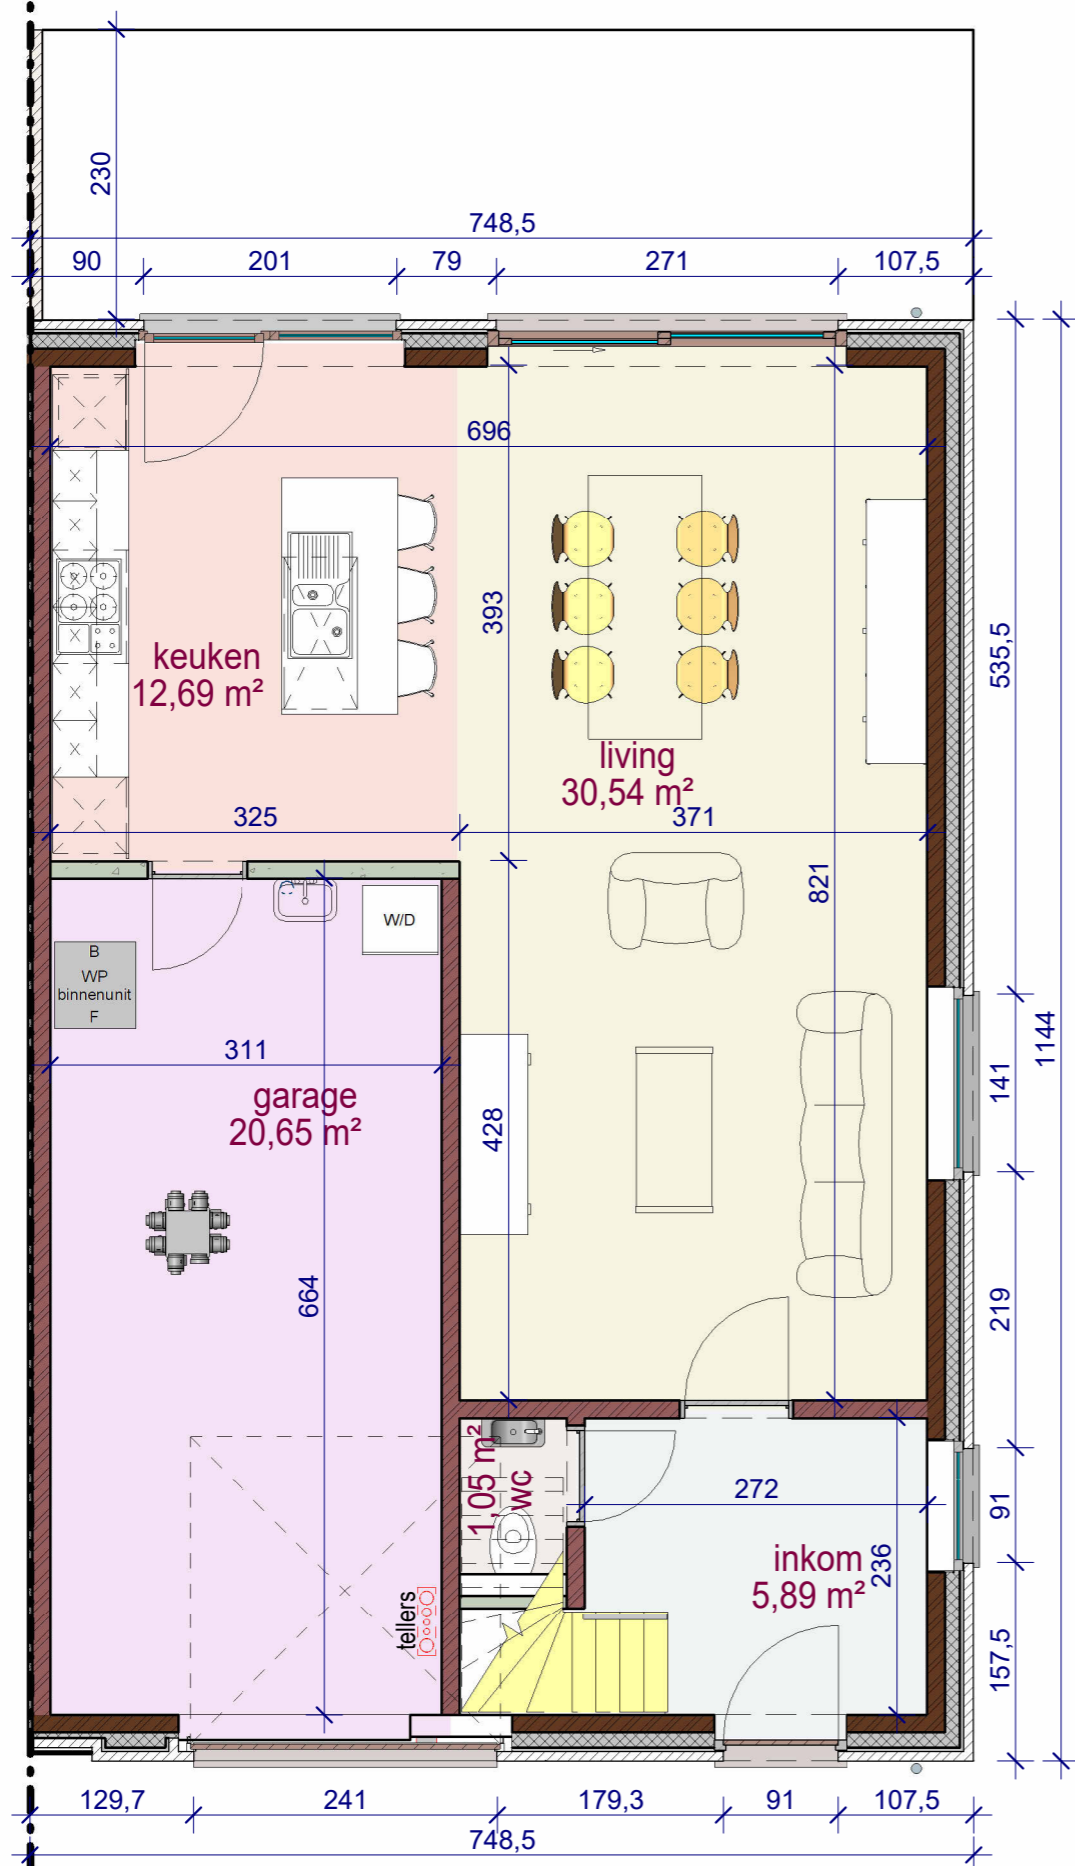 230
748,5
90
201
79
271
107,5
696
393
535,5
keuken
12,69 m²
living
30,54 m²
325
371
821
W/D
B
WP
binnenunit
F
311
1144
141
garage
20,65 m²
428
664
219
1,05 m²
wc
272
91
inkom
5,89 m²
236
tellers
157,5
129,7
241
179,3
91
107,5
748,5